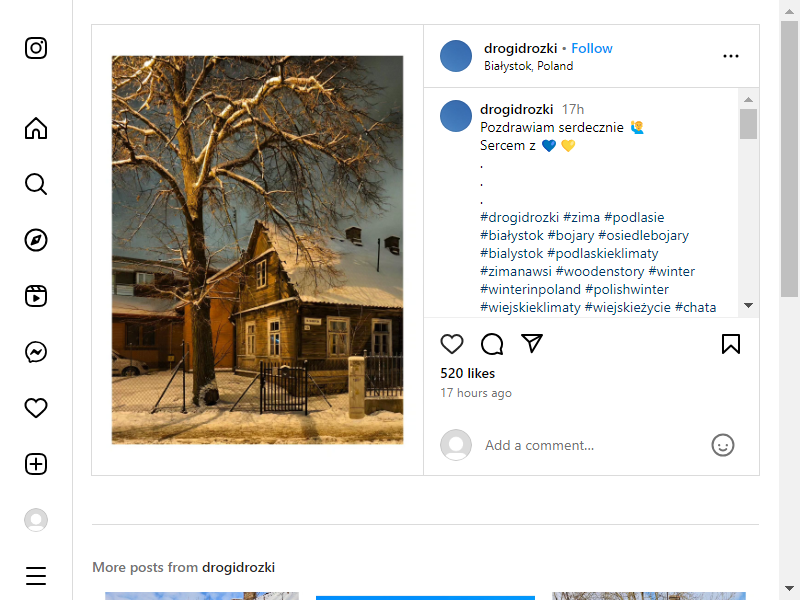 drogidrozki • Follow
Białystok, Poland
drogidrozki 17h
Pozdrawiam serdecznie 🙋
Sercem z 💙 💛
.
.
.
#drogidrozki #zima #podlasie
#białystok #bojary #osiedlebojary
#bialystok #podlaskieklimaty
#zimanawsi #woodenstory #winter
#winterinpoland #polishwinter
#wiejskieklimaty #wiejskieżycie #chata
520 likes
17 hours ago
Add a comment...
More posts from drogidrozki